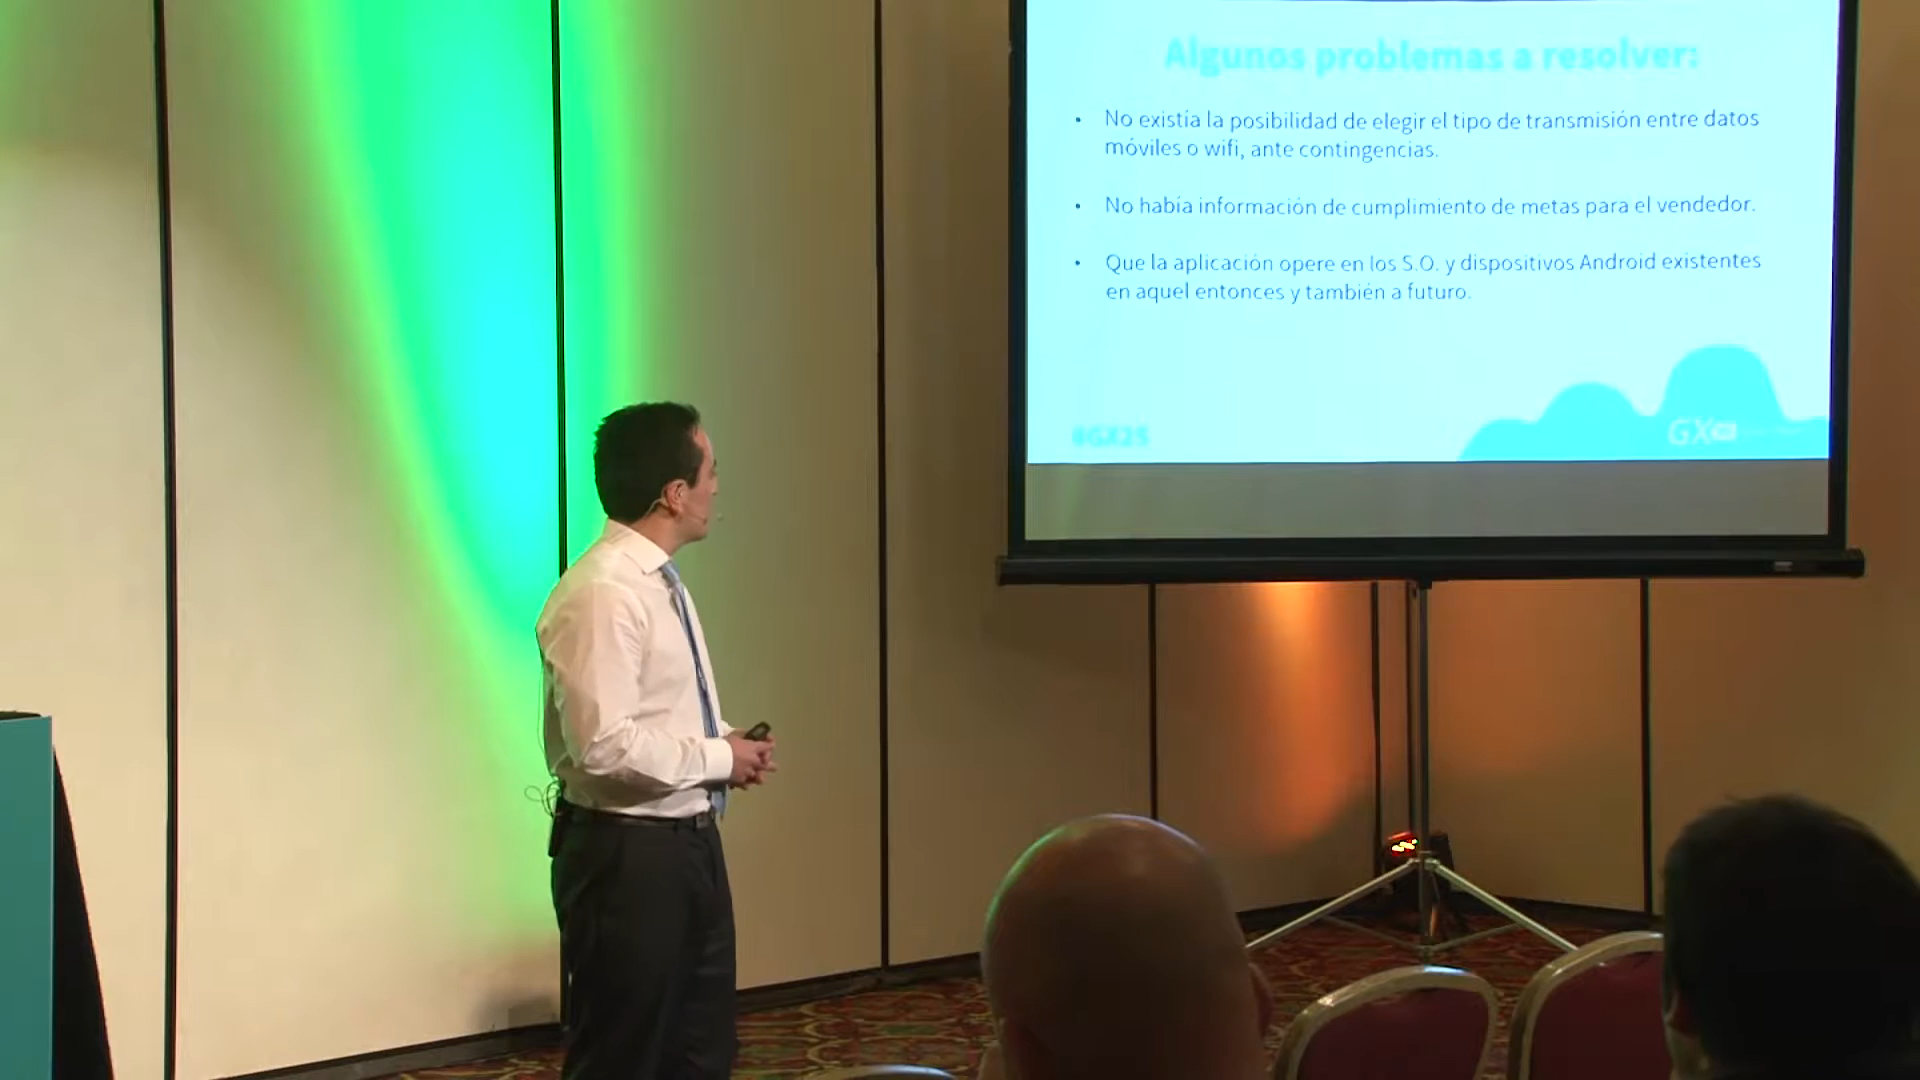 Algunos problemas a resolver:
• No existía la posibilidad de elegir el tipo de transmisión entre datos
móviles o wifi, ante contingencias.
• No había información de cumplimiento de metas para el vendedor.
• Que la aplicación opere en los S.O. y dispositivos Android existentes
en aquel entonces y también a futuro.
#GX25
GX